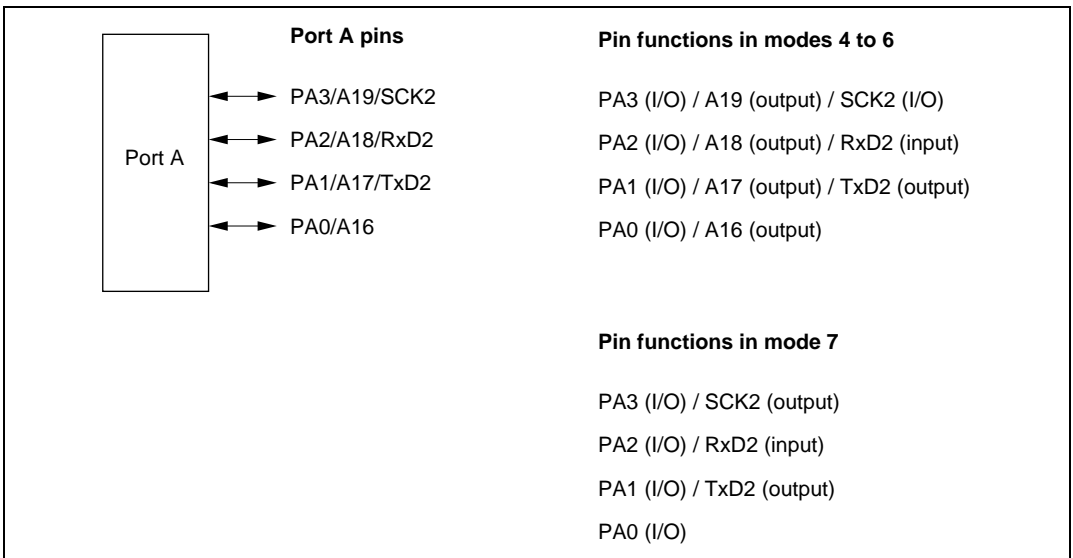 Port A
Port A pins
PA3/A19/SCK2
PA2/A18/RxD2
PA1/A17/TxD2
PA0/A16
Pin functions in modes 4 to 6
PA3 (I/O) / A19 (output) / SCK2 (I/O)
PA2 (I/O) / A18 (output) / RxD2 (input)
PA1 (I/O) / A17 (output) / TxD2 (output)
PA0 (I/O) / A16 (output)
Pin functions in mode 7
PA3 (I/O) / SCK2 (output)
PA2 (I/O) / RxD2 (input)
PA1 (I/O) / TxD2 (output)
PA0 (I/O)